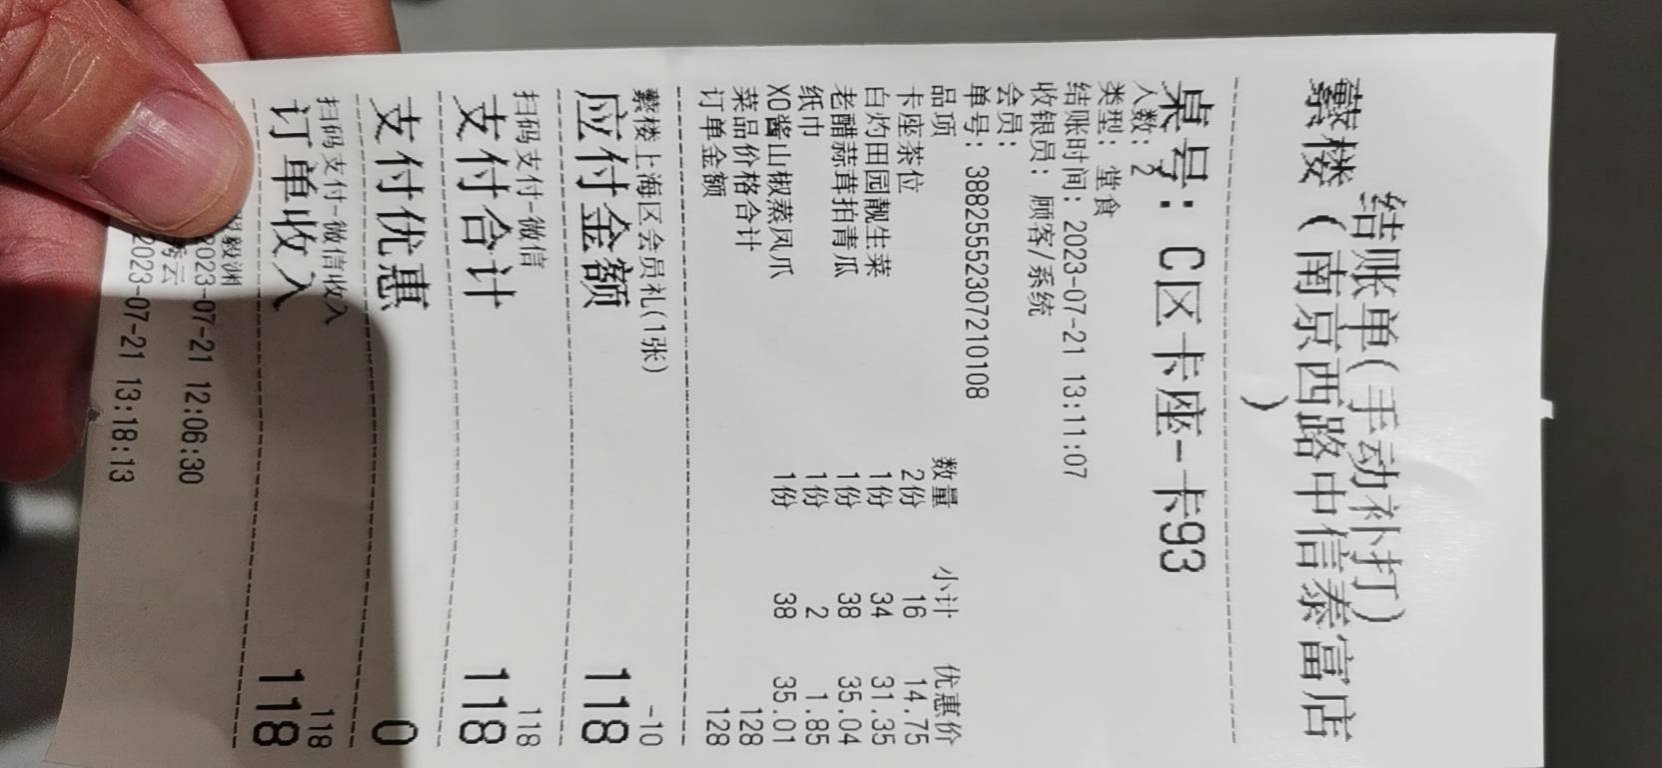 结账单(手动补打)
蘩楼(南京西路中信泰富店
)
桌号: C区卡座-卡93
人数: 2
类型: 堂食
结账时间: 2023-07-21 13:11:07
收银员: 顾客/系统
会员:
单号: 38825552307210108
品项 数量 小计 优惠价
卡座茶位 2份 16 14.75
白灼田园靓生菜 1份 34 31.35
老醋蒜茸拍青瓜 1份 38 35.04
纸巾 1份 2 1.85
XO酱山椒蒸凤爪 1份 38 35.01
菜品价格合计 128
订单金额 128
蘩楼上海区会员礼(1张) -10
应付金额 118
扫码支付-微信 118
支付合计 118
支付优惠 0
扫码支付-微信收入 118
订单收入 118
毅渊
2023-07-21 12:06:30
秀云
2023-07-21 13:18:13